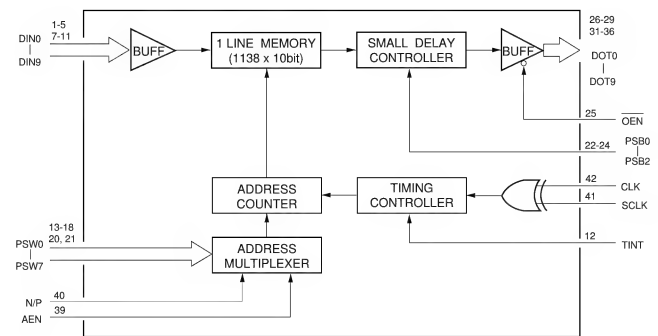 1-5
7-11
DIN0
|
DIN9
BUFF
1 LINE MEMORY
(1138 x 10bit)
SMALL DELAY
CONTROLLER
BUFF
26-29
31-36
DOT0
|
DOT9
25
OEN
22-24
PSB0
|
PSB2
42
CLK
41
SCLK
12
TINT
ADDRESS
COUNTER
TIMING
CONTROLLER
13-18
20, 21
PSW0
|
PSW7
ADDRESS
MULTIPLEXER
40
N/P
39
AEN